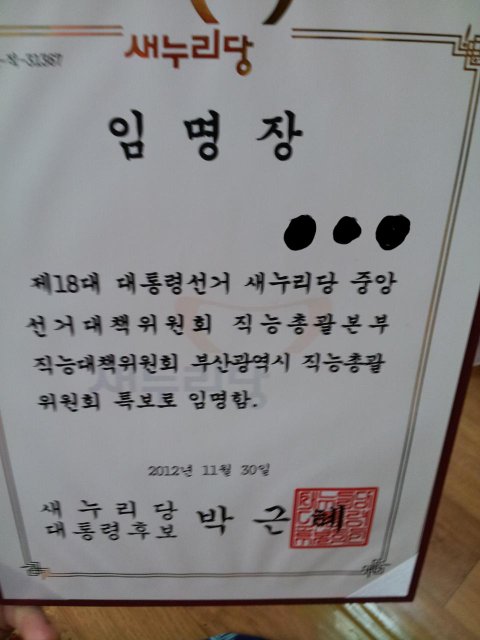 -31367
새누리당
임명장
제18대 대통령선거 새누리당 중앙
선거대책위원회 직능총괄본부
직능대책위원회 부산광역시 직능총괄
위원회 특보로 임명함.
2012년 11월 30일
새누리당
대통령후보 박근혜